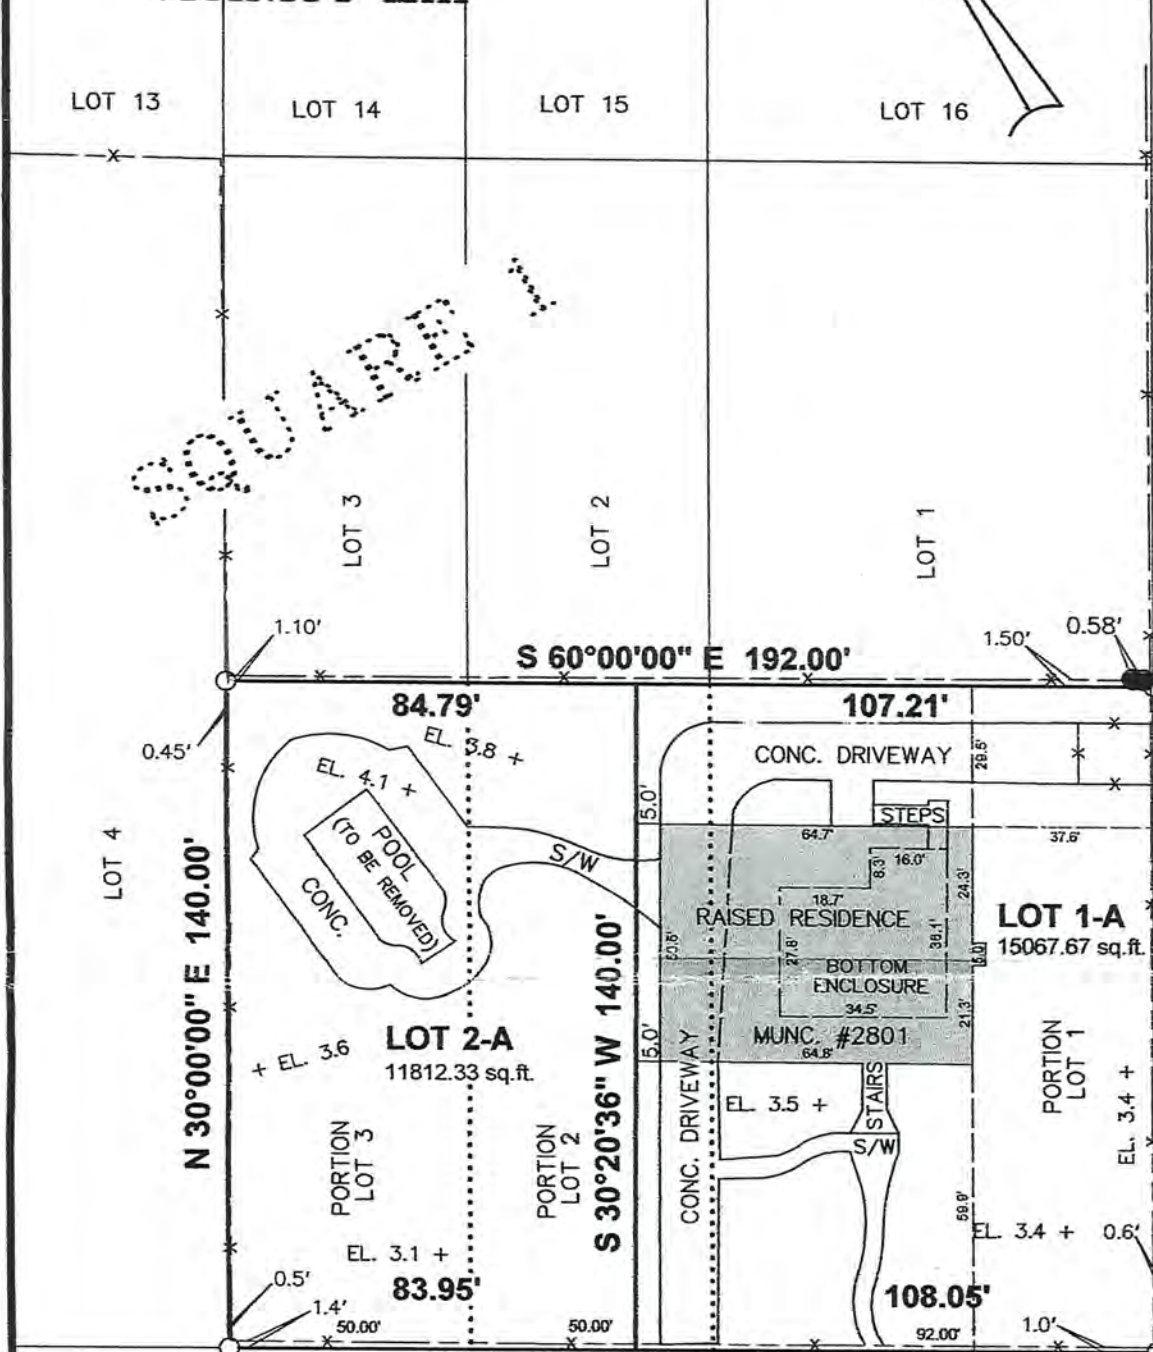 LOT 13
LOT 14
LOT 15
LOT 16
SQUARE 1
LOT 3
LOT 2
LOT 1
1.10'
S 60°00'00" E 192.00'
1.50'
0.58'
84.79'
107.21'
0.45'
EL. 3.8 +
EL. 4.1 +
CONC. DRIVEWAY
29.5'
5.0'
STEPS
64.7'
37.6'
LOT 4
POOL
(TO BE REMOVED)
CONC.
S/W
16.0'
8.3'
24.3'
18.7'
RAISED RESIDENCE
36.1'
27.8'
5.0'
LOT 1-A
15067.67 sq.ft.
BOTTOM
ENCLOSURE
34.5'
21.3'
N 30°00'00" E 140.00'
S 30°20'36" W 140.00'
LOT 2-A
11812.33 sq.ft.
+ EL. 3.6
5.0'
MUNC. #2801
64.8'
CONC. DRIVEWAY
EL. 3.5 +
STAIRS
S/W
PORTION
LOT 1
EL. 3.4 +
PORTION
LOT 3
PORTION
LOT 2
59.9'
EL. 3.4 +
0.6'
EL. 3.1 +
83.95'
108.05'
0.5'
1.4'
50.00'
50.00'
92.00'
1.0'